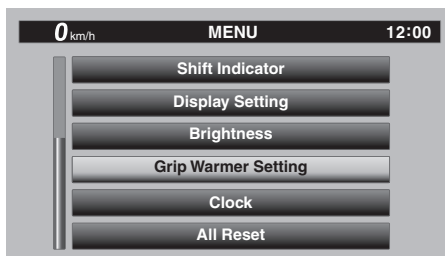 0 km/h MENU 12:00
Shift Indicator
Display Setting
Brightness
Grip Warmer Setting
Clock
All Reset